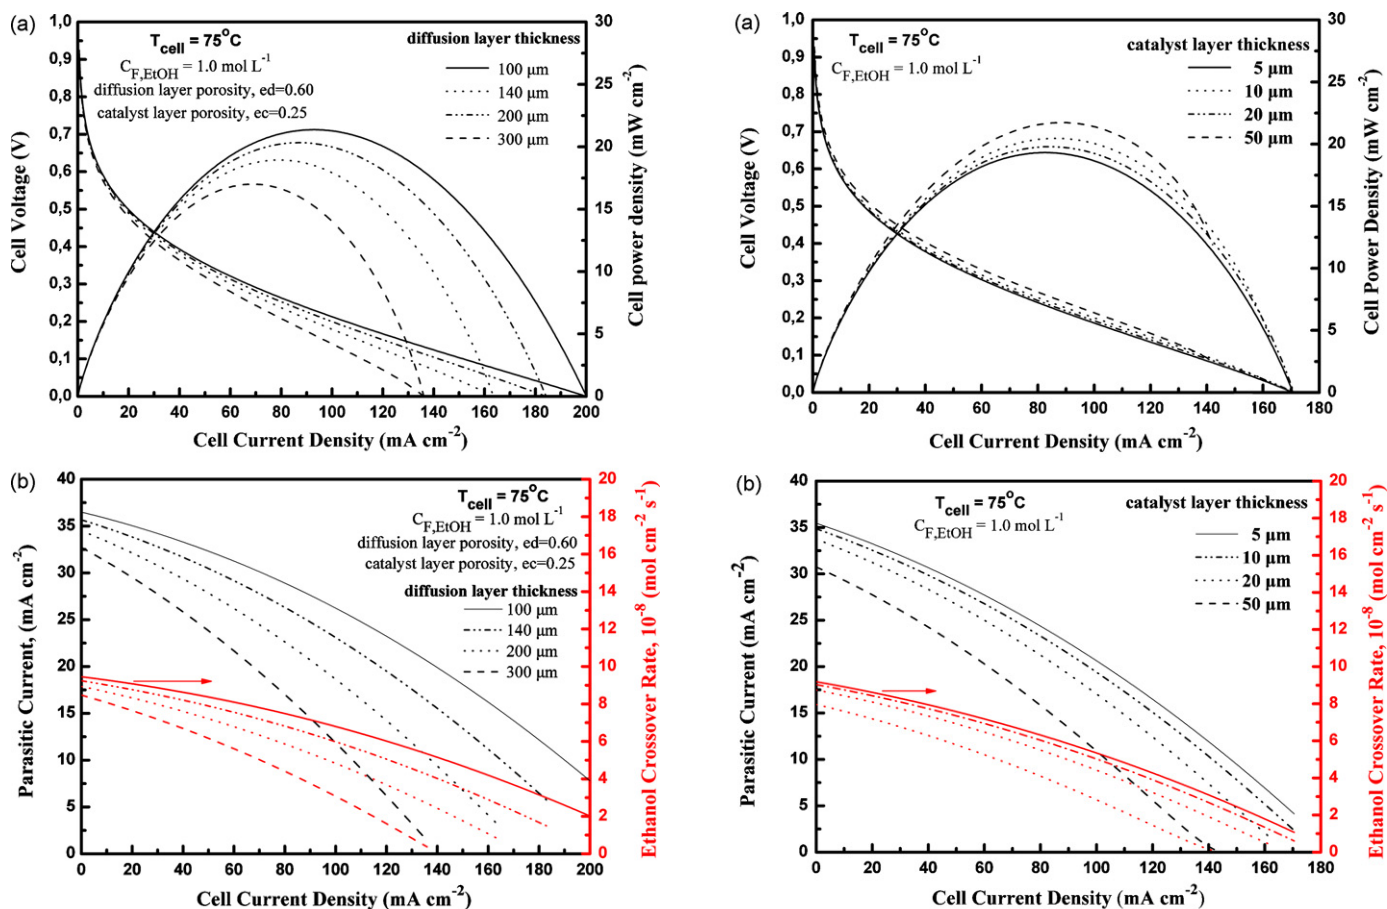 (a)
1,0
0,9
0,8
0,7
0,6
0,5
0,4
0,3
0,2
0,1
0,0
Cell Voltage (V)
T_cell = 75°C
C_F,EtOH = 1.0 mol L⁻¹
diffusion layer porosity, ed=0.60
catalyst layer porosity, ec=0.25
diffusion layer thickness
100 µm
140 µm
200 µm
300 µm
30
25
20
15
10
5
0
Cell power density (mW cm⁻²)
0 20 40 60 80 100 120 140 160 180 200
Cell Current Density (mA cm⁻²)
(a)
1,0
0,9
0,8
0,7
0,6
0,5
0,4
0,3
0,2
0,1
0,0
Cell Voltage (V)
T_cell = 75°C
C_F,EtOH = 1.0 mol L⁻¹
catalyst layer thickness
5 µm
10 µm
20 µm
50 µm
30
25
20
15
10
5
0
Cell Power Density (mW cm⁻²)
0 20 40 60 80 100 120 140 160 180
Cell Current Density (mA cm⁻²)
(b)
40
35
30
25
20
15
10
5
0
Parasitic Current, (mA cm⁻²)
T_cell = 75°C
C_F,EtOH = 1.0 mol L⁻¹
diffusion layer porosity, ed=0.60
catalyst layer porosity, ec=0.25
diffusion layer thickness
100 µm
140 µm
200 µm
300 µm
20
18
16
14
12
10
8
6
4
2
0
Ethanol Crossover Rate, 10⁻⁸ (mol cm⁻² s⁻¹)
0 20 40 60 80 100 120 140 160 180 200
Cell Current Density (mA cm⁻²)
(b)
40
35
30
25
20
15
10
5
0
Parasitic Current (mA cm⁻²)
T_cell = 75°C
C_F,EtOH = 1.0 mol L⁻¹
catalyst layer thickness
5 µm
10 µm
20 µm
50 µm
20
18
16
14
12
10
8
6
4
2
0
Ethanol Crossover Rate, 10⁻⁸ (mol cm⁻² s⁻¹)
0 20 40 60 80 100 120 140 160 180
Cell Current Density (mA cm⁻²)